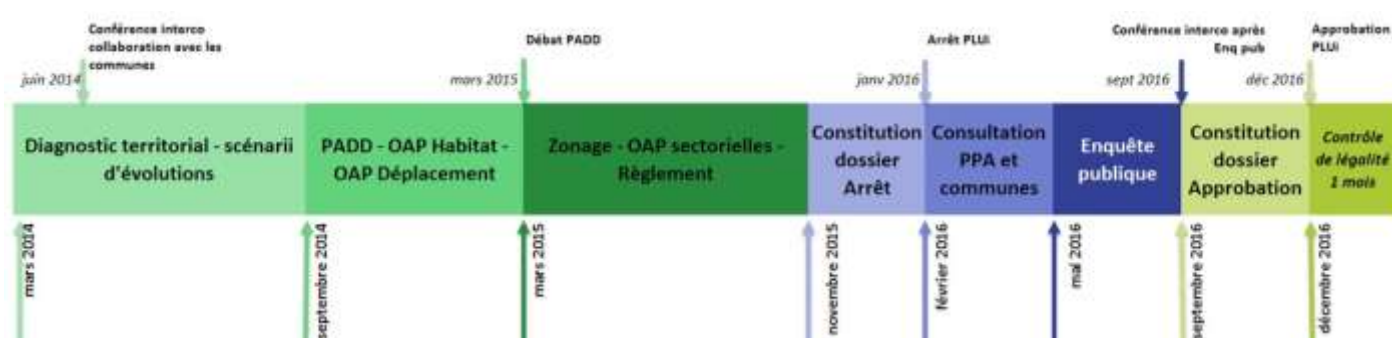 Conférence interco
collaboration avec les
communes
juin 2014
Débat PADD
mars 2015
Arrêt PLUi
janv 2016
Conférence interco après
Enq pub
sept 2016
Approbation
PLUi
déc 2016
Diagnostic territorial - scénarii
d'évolutions
PADD - OAP Habitat -
OAP Déplacement
Zonage - OAP sectorielles -
Règlement
Constitution
dossier
Arrêt
Consultation
PPA et
communes
Enquête
publique
Constitution
dossier
Approbation
Contrôle
de légalité
1 mois
mars 2014
septembre 2014
mars 2015
novembre 2015
février 2016
mai 2016
septembre 2016
décembre 2016